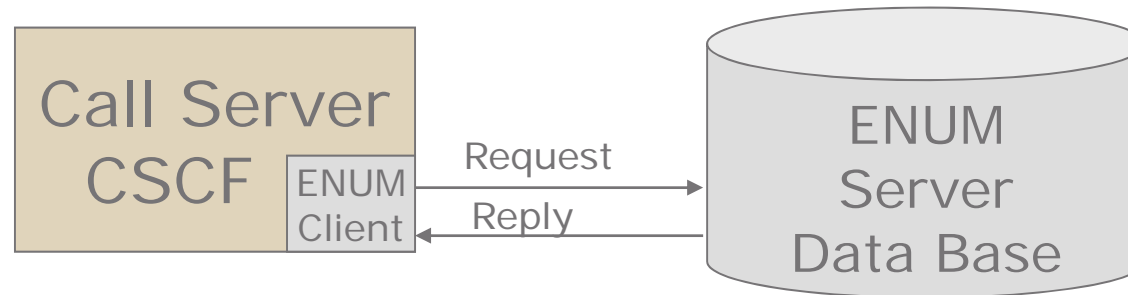 Call Server
CSCF
ENUM
Client
Request
Reply
ENUM
Server
Data Base